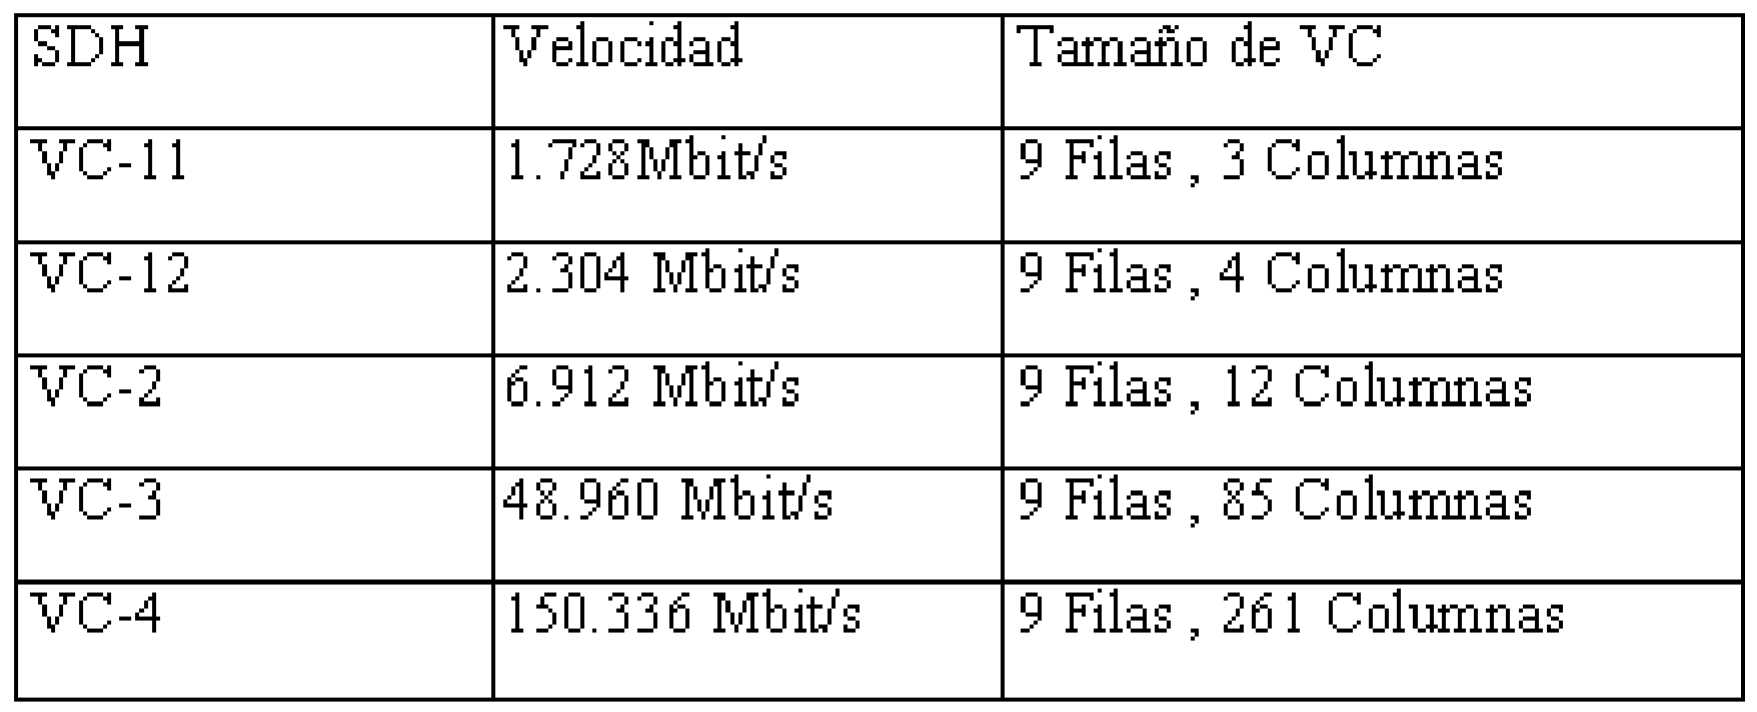 SDH Velocidad Tamaño de VC
VC-11 1.728Mbit/s 9 Filas , 3 Columnas
VC-12 2.304 Mbit/s 9 Filas , 4 Columnas
VC-2 6.912 Mbit/s 9 Filas , 12 Columnas
VC-3 48.960 Mbit/s 9 Filas , 85 Columnas
VC-4 150.336 Mbit/s 9 Filas , 261 Columnas